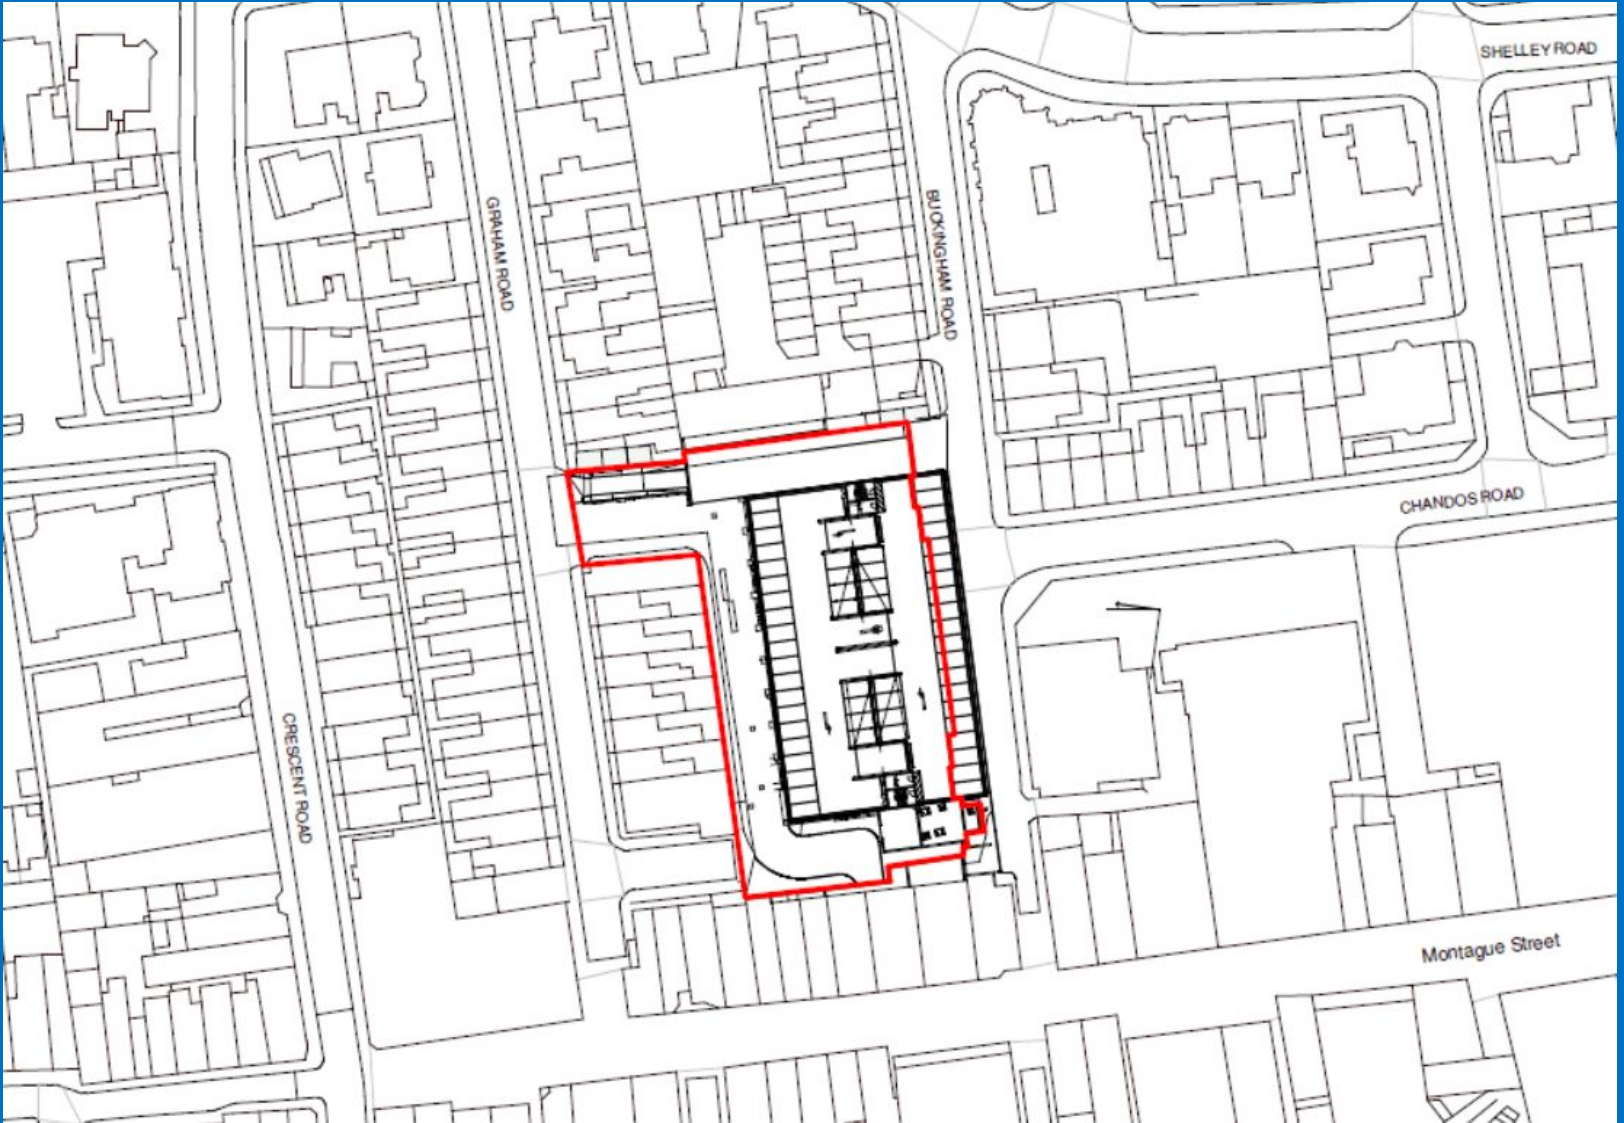 SHELLEY ROAD
GRAHAM ROAD
BUCKINGHAM ROAD
CHANDOS ROAD
CRESCENT ROAD
Montague Street